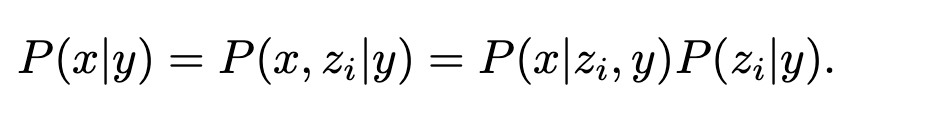 P(x|y) = P(x, z_i|y) = P(x|z_i, y)P(z_i|y).